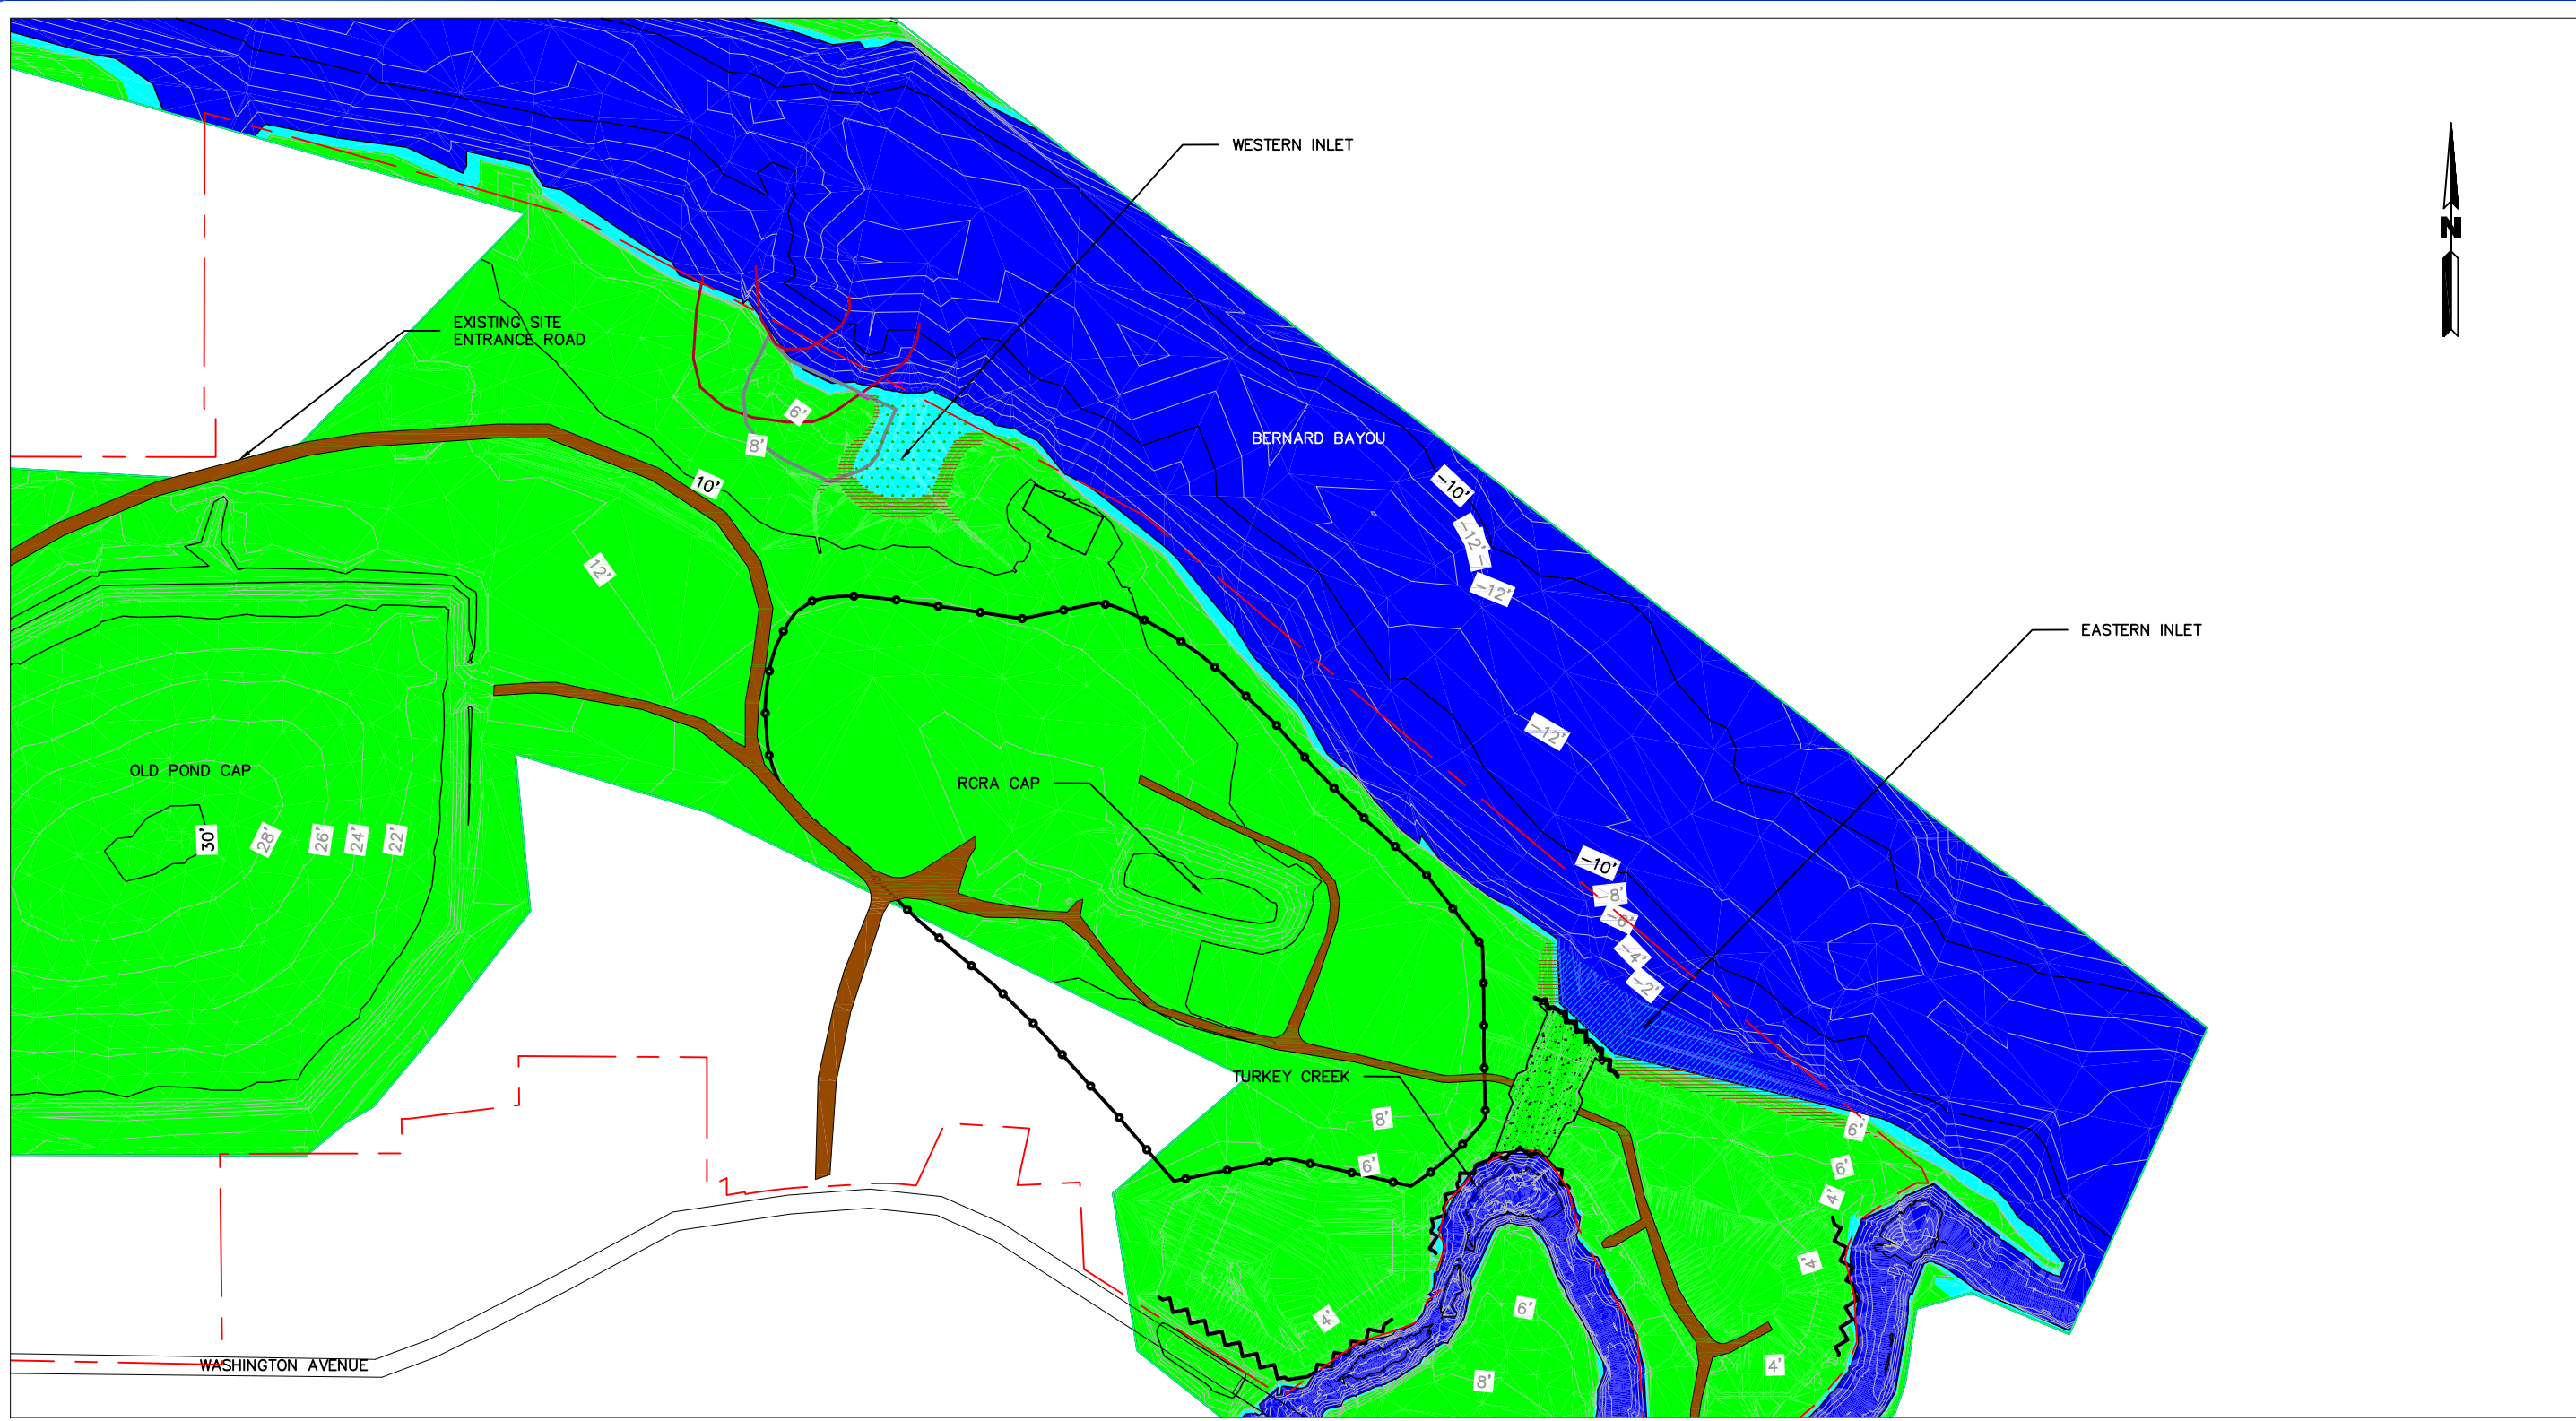 WESTERN INLET
N
EXISTING SITE
ENTRANCE ROAD
6'
8'
BERNARD BAYOU
10'
-10'
-12'
12'
-12'
EASTERN INLET
-12'
OLD POND CAP
RCRA CAP
30'
28'
26'
24'
22'
-10'
-8'
-6'
-4'
-2'
TURKEY CREEK
8'
6'
6'
6'
4'
4'
6'
4'
WASHINGTON AVENUE
4'
8'